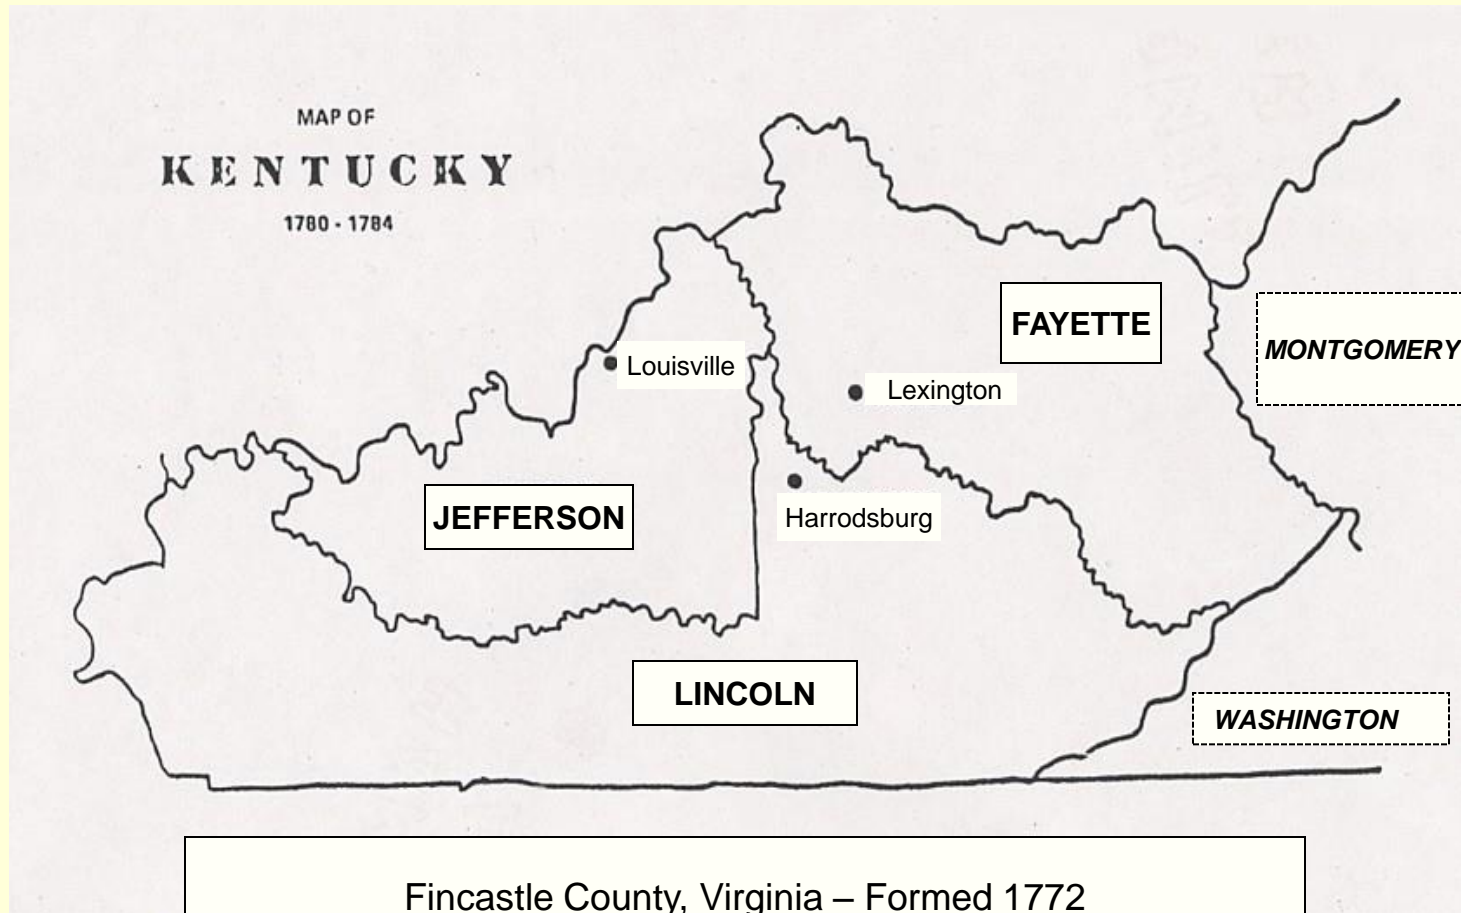 MAP OF
KENTUCKY
1780 - 1784
FAYETTE
MONTGOMERY
Louisville
Lexington
JEFFERSON
Harrodsburg
LINCOLN
WASHINGTON
Fincastle County, Virginia – Formed 1772